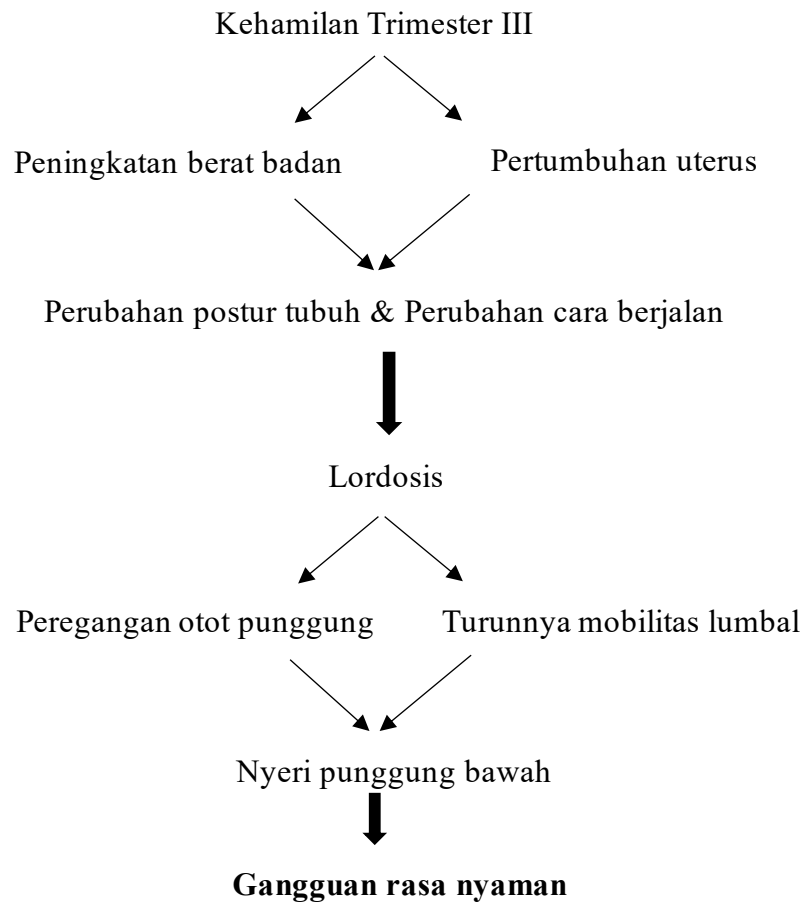 Kehamilan Trimester III
Peningkatan berat badan
Pertumbuhan uterus
Perubahan postur tubuh & Perubahan cara berjalan
Lordosis
Peregangan otot punggung
Turunnya mobilitas lumbal
Nyeri punggung bawah
Gangguan rasa nyaman